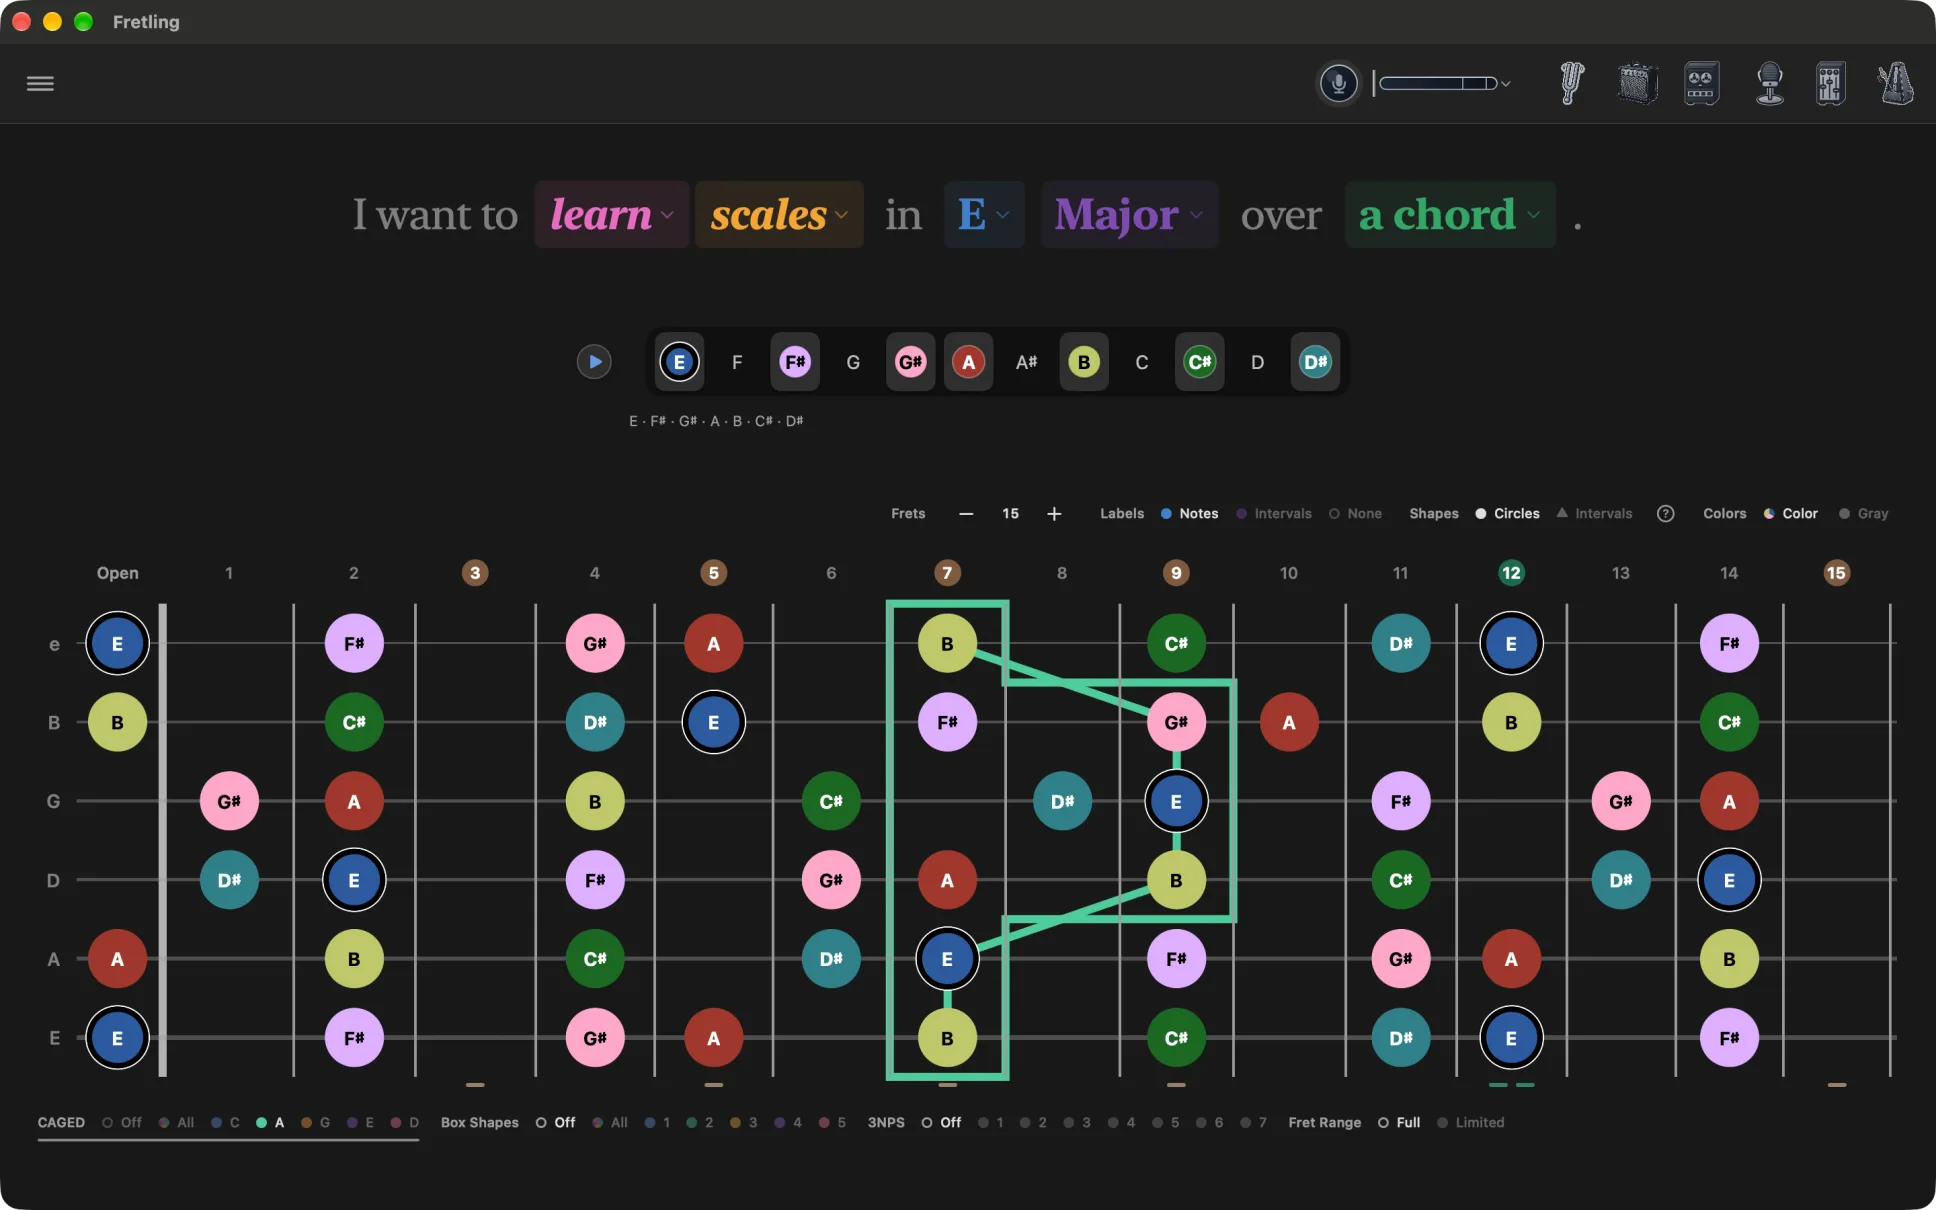 Fretling
I want to learn scales in E Major over a chord .
E F F# G G# A A# B C C# D D#
E · F# · G# · A · B · C# · D#
Frets − 15 + Labels Notes Intervals None Shapes Circles Intervals ? Colors Color Gray
Open 1 2 3 4 5 6 7 8 9 10 11 12 13 14 15
e E F# G# A B C# D# E F#
B B C# D# E F# G# A B C#
G G# A B C# D# E F# G# A
D D# E F# G# A B C# D# E
A A B C# D# E F# G# A B
E E F# G# A B C# D# E F#
CAGED Off All C A G E D Box Shapes Off All 1 2 3 4 5 3NPS Off 1 2 3 4 5 6 7 Fret Range Full Limited